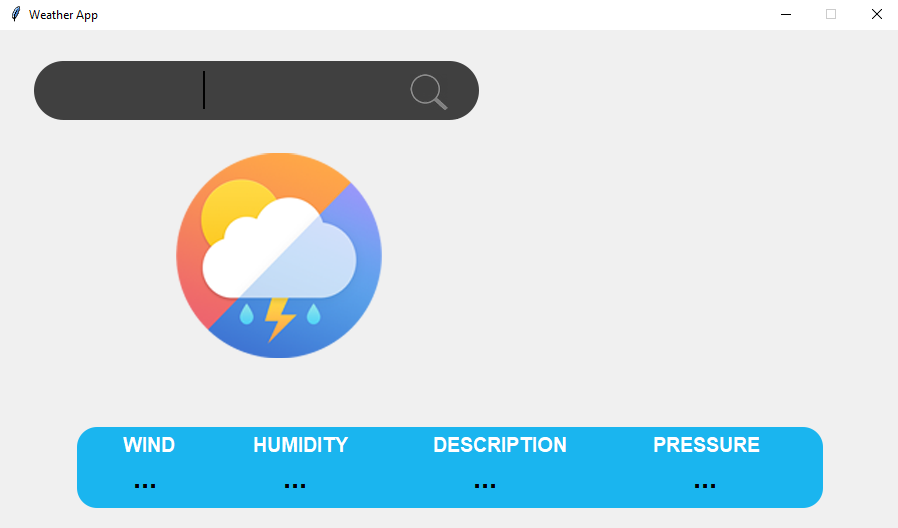 Weather App
WIND HUMIDITY DESCRIPTION PRESSURE
... ... ... ...